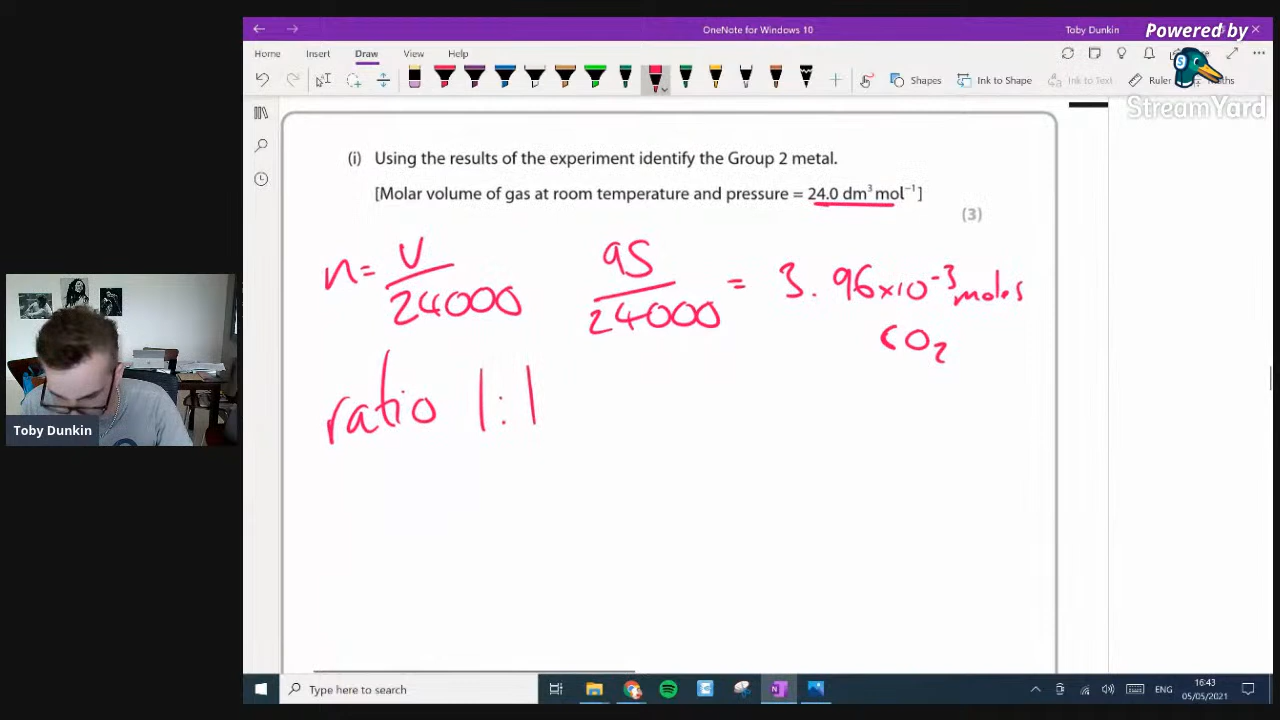 OneNote for Windows 10
Toby Dunkin
Powered by
StreamYard
Home Insert Draw View Help
Shapes Ink to Shape Ink to Text Ruler Maths
(i) Using the results of the experiment identify the Group 2 metal.
[Molar volume of gas at room temperature and pressure = 24.0 dm³ mol⁻¹]
(3)
n = V / 24000 95 / 24000 = 3.96×10⁻³ moles
CO₂
ratio 1:1
Toby Dunkin
Type here to search
ENG
16:43
05/05/2021